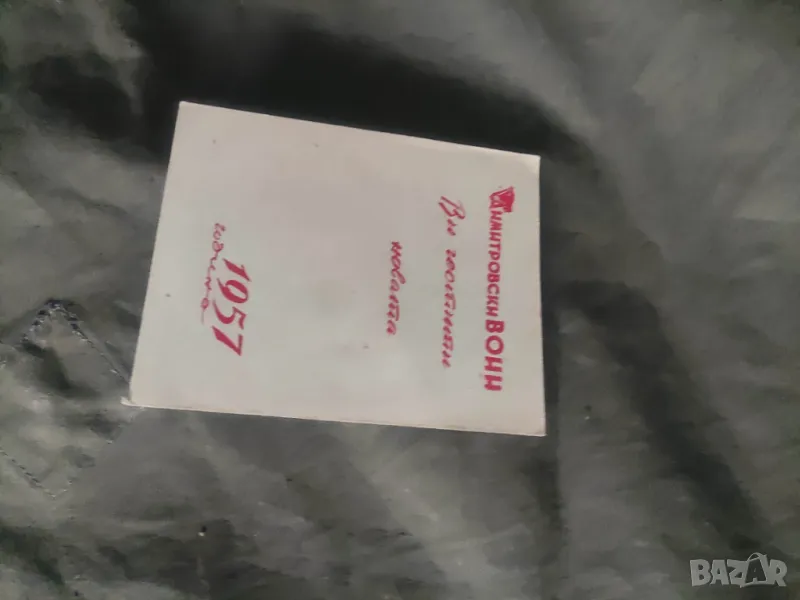 Димитровски ВОИН
Ви честити
новата
1957
година
BAZAR